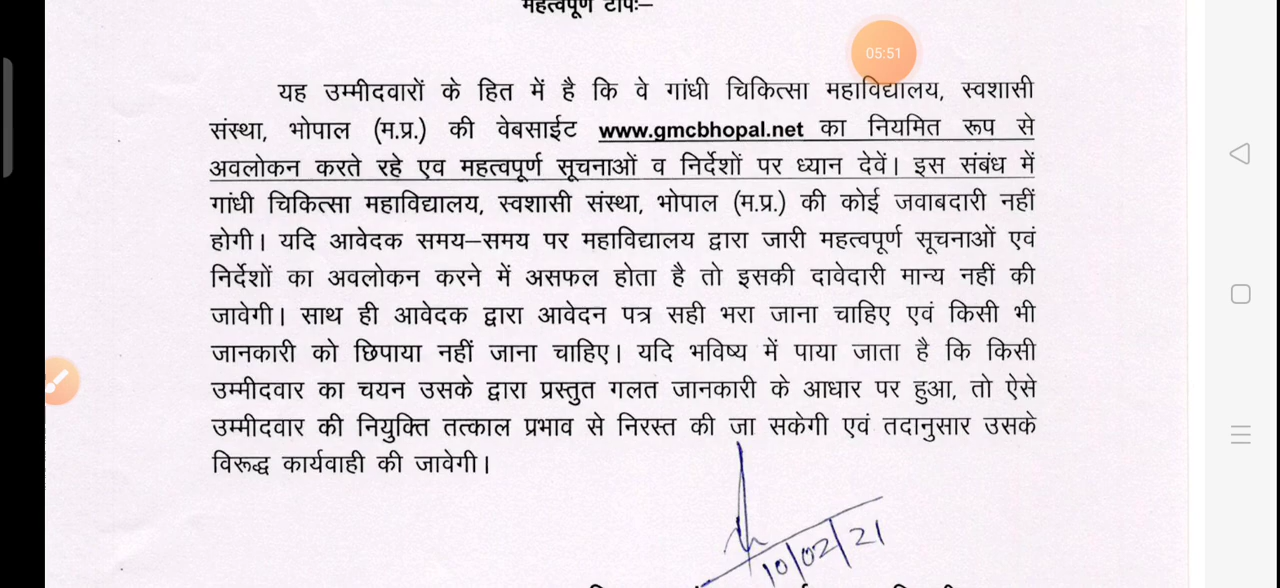 महत्वपूर्ण टीपः–
05:51
यह उम्मीदवारों के हित में है कि वे गांधी चिकित्सा महाविद्यालय, स्वशासी
संस्था, भोपाल (म.प्र.) की वेबसाईट www.gmcbhopal.net का नियमित रूप से
अवलोकन करते रहे एव महत्वपूर्ण सूचनाओं व निर्देशों पर ध्यान देवें। इस संबंध में
गांधी चिकित्सा महाविद्यालय, स्वशासी संस्था, भोपाल (म.प्र.) की कोई जवाबदारी नहीं
होगी। यदि आवेदक समय–समय पर महाविद्यालय द्वारा जारी महत्वपूर्ण सूचनाओं एवं
निर्देशों का अवलोकन करने में असफल होता है तो इसकी दावेदारी मान्य नहीं की
जावेगी। साथ ही आवेदक द्वारा आवेदन पत्र सही भरा जाना चाहिए एवं किसी भी
जानकारी को छिपाया नहीं जाना चाहिए। यदि भविष्य में पाया जाता है कि किसी
उम्मीदवार का चयन उसके द्वारा प्रस्तुत गलत जानकारी के आधार पर हुआ, तो ऐसे
उम्मीदवार की नियुक्ति तत्काल प्रभाव से निरस्त की जा सकेगी एवं तदानुसार उसके
विरूद्ध कार्यवाही की जावेगी।
10/02/21